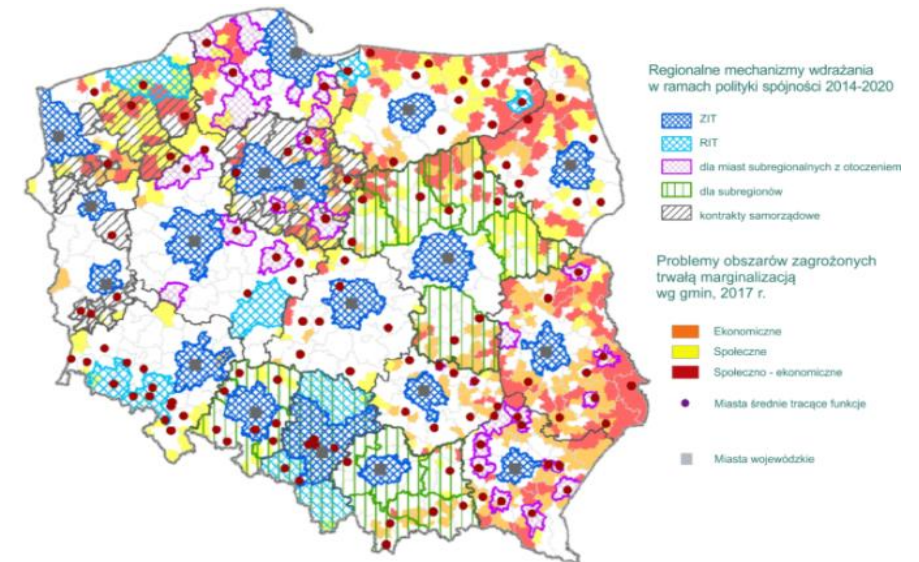 Regionalne mechanizmy wdrażania
w ramach polityki spójności 2014-2020
ZIT
RIT
dla miast subregionalnych z otoczeniem
dla subregionów
kontrakty samorządowe
Problemy obszarów zagrożonych
trwałą marginalizacją
wg gmin, 2017 r.
Ekonomiczne
Społeczne
Społeczno - ekonomiczne
Miasta średnie tracące funkcje
Miasta wojewódzkie